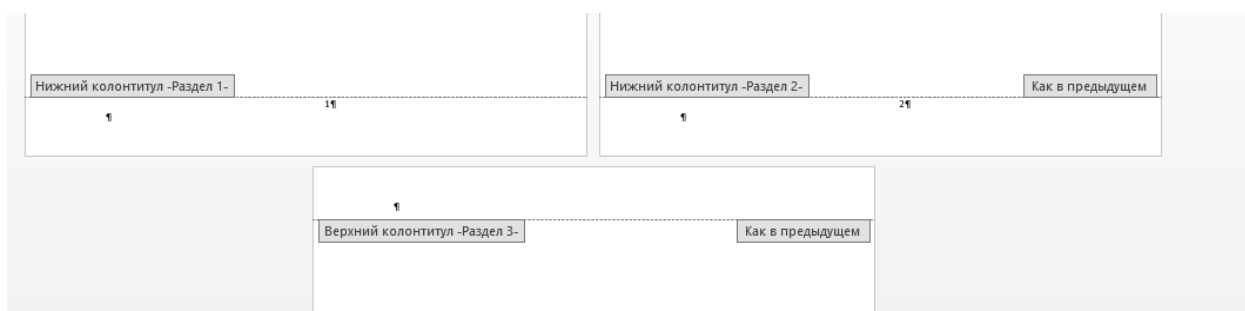 Нижний колонтитул -Раздел 1-
1¶
¶
Нижний колонтитул -Раздел 2-
Как в предыдущем
2¶
¶
¶
Верхний колонтитул -Раздел 3-
Как в предыдущем